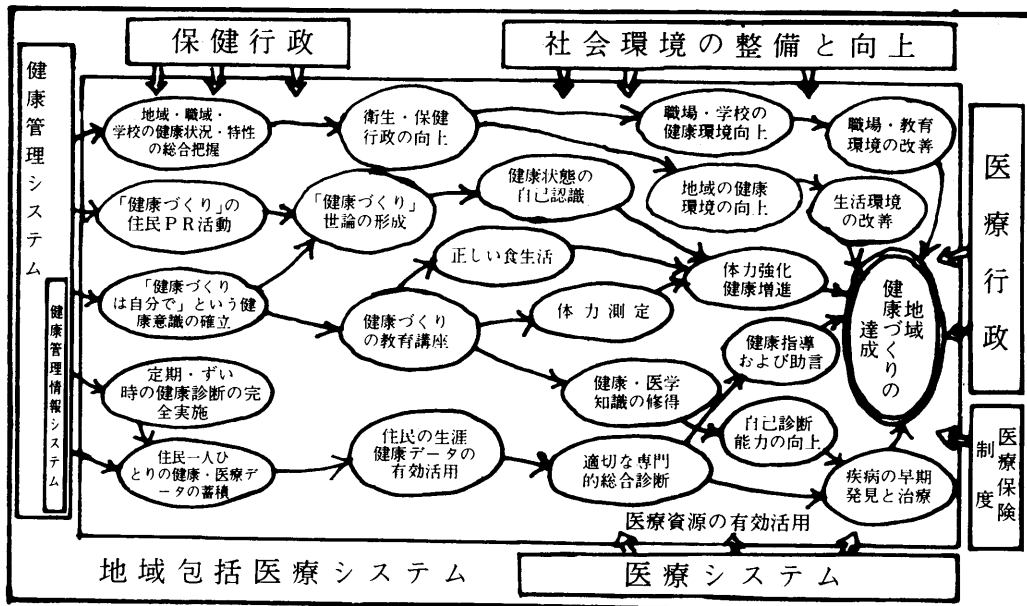 保健行政
社会環境の整備と向上
健康管理システム
健康管理情報システム
地域・職域・
学校の健康状況・特性
の総合把握
衛生・保健
行政の向上
職場・学校の
健康環境向上
職場・教育
環境の改善
「健康づくり」の
住民PR活動
「健康づくり」
世論の形成
健康状態の
自己認識
地域の健康
環境の向上
生活環境
の改善
正しい食生活
「健康づくり
は自分で」という健
康意識の確立
健康づくり
の教育講座
体力測定
体力強化
健康増進
地域
健康づくりの
達成
健康指導
および助言
定期・ずい
時の健康診断の完
全実施
健康・医学
知識の修得
自己診断
能力の向上
住民一人ひ
とりの健康・医療デ
ータの蓄積
住民の生涯
健康データの
有効活用
適切な専門
的総合診断
疾病の早期
発見と治療
医療資源の有効活用
医療行政
医療保険
制度
地域包括医療システム
医療システム